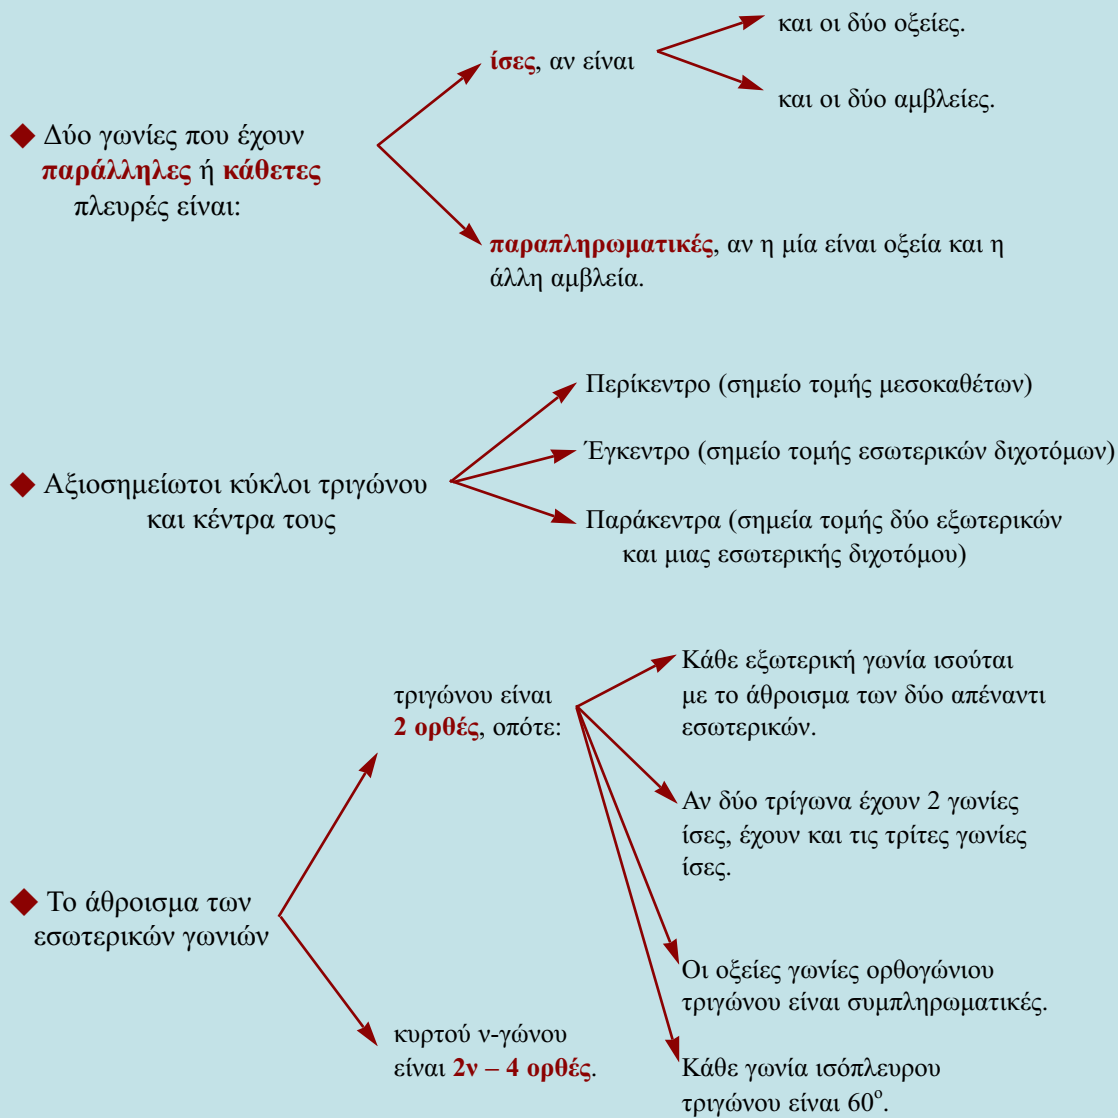 ◆ Δύο γωνίες που έχουν
παράλληλες ή κάθετες
πλευρές είναι:
ίσες, αν είναι
και οι δύο οξείες.
και οι δύο αμβλείες.
παραπληρωματικές, αν η μία είναι οξεία και η
άλλη αμβλεία.
◆ Αξιοσημείωτοι κύκλοι τριγώνου
και κέντρα τους
Περίκεντρο (σημείο τομής μεσοκαθέτων)
Έγκεντρο (σημείο τομής εσωτερικών διχοτόμων)
Παράκεντρα (σημεία τομής δύο εξωτερικών
και μιας εσωτερικής διχοτόμου)
◆ Το άθροισμα των
εσωτερικών γωνιών
τριγώνου είναι
2 ορθές, οπότε:
Κάθε εξωτερική γωνία ισούται
με το άθροισμα των δύο απέναντι
εσωτερικών.
Αν δύο τρίγωνα έχουν 2 γωνίες
ίσες, έχουν και τις τρίτες γωνίες
ίσες.
Οι οξείες γωνίες ορθογώνιου
τριγώνου είναι συμπληρωματικές.
Κάθε γωνία ισόπλευρου
τριγώνου είναι 60°.
κυρτού ν-γώνου
είναι 2ν – 4 ορθές.